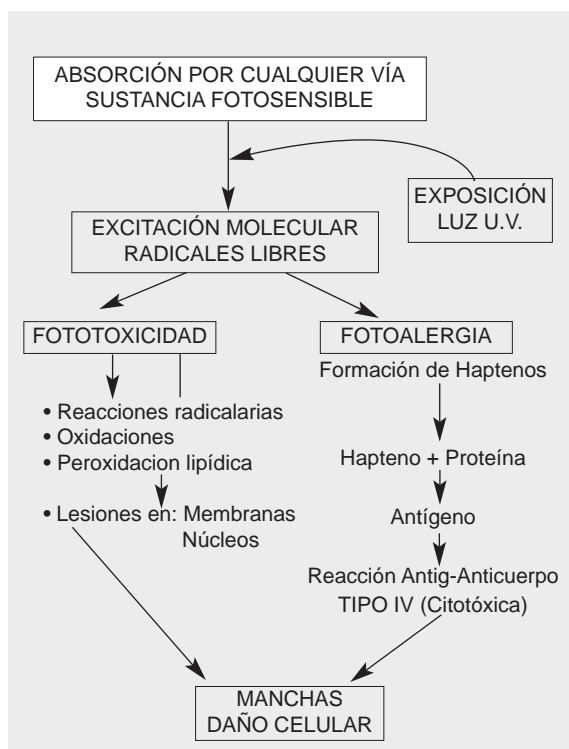 ABSORCIÓN POR CUALQUIER VÍA
SUSTANCIA FOTOSENSIBLE
EXPOSICIÓN
LUZ U.V.
EXCITACIÓN MOLECULAR
RADICALES LIBRES
FOTOTOXICIDAD
• Reacciones radicalarias
• Oxidaciones
• Peroxidacion lipídica
• Lesiones en: Membranas
Núcleos
FOTOALERGIA
Formación de Haptenos
Hapteno + Proteína
Antígeno
Reacción Antig-Anticuerpo
TIPO IV (Citotóxica)
MANCHAS
DAÑO CELULAR